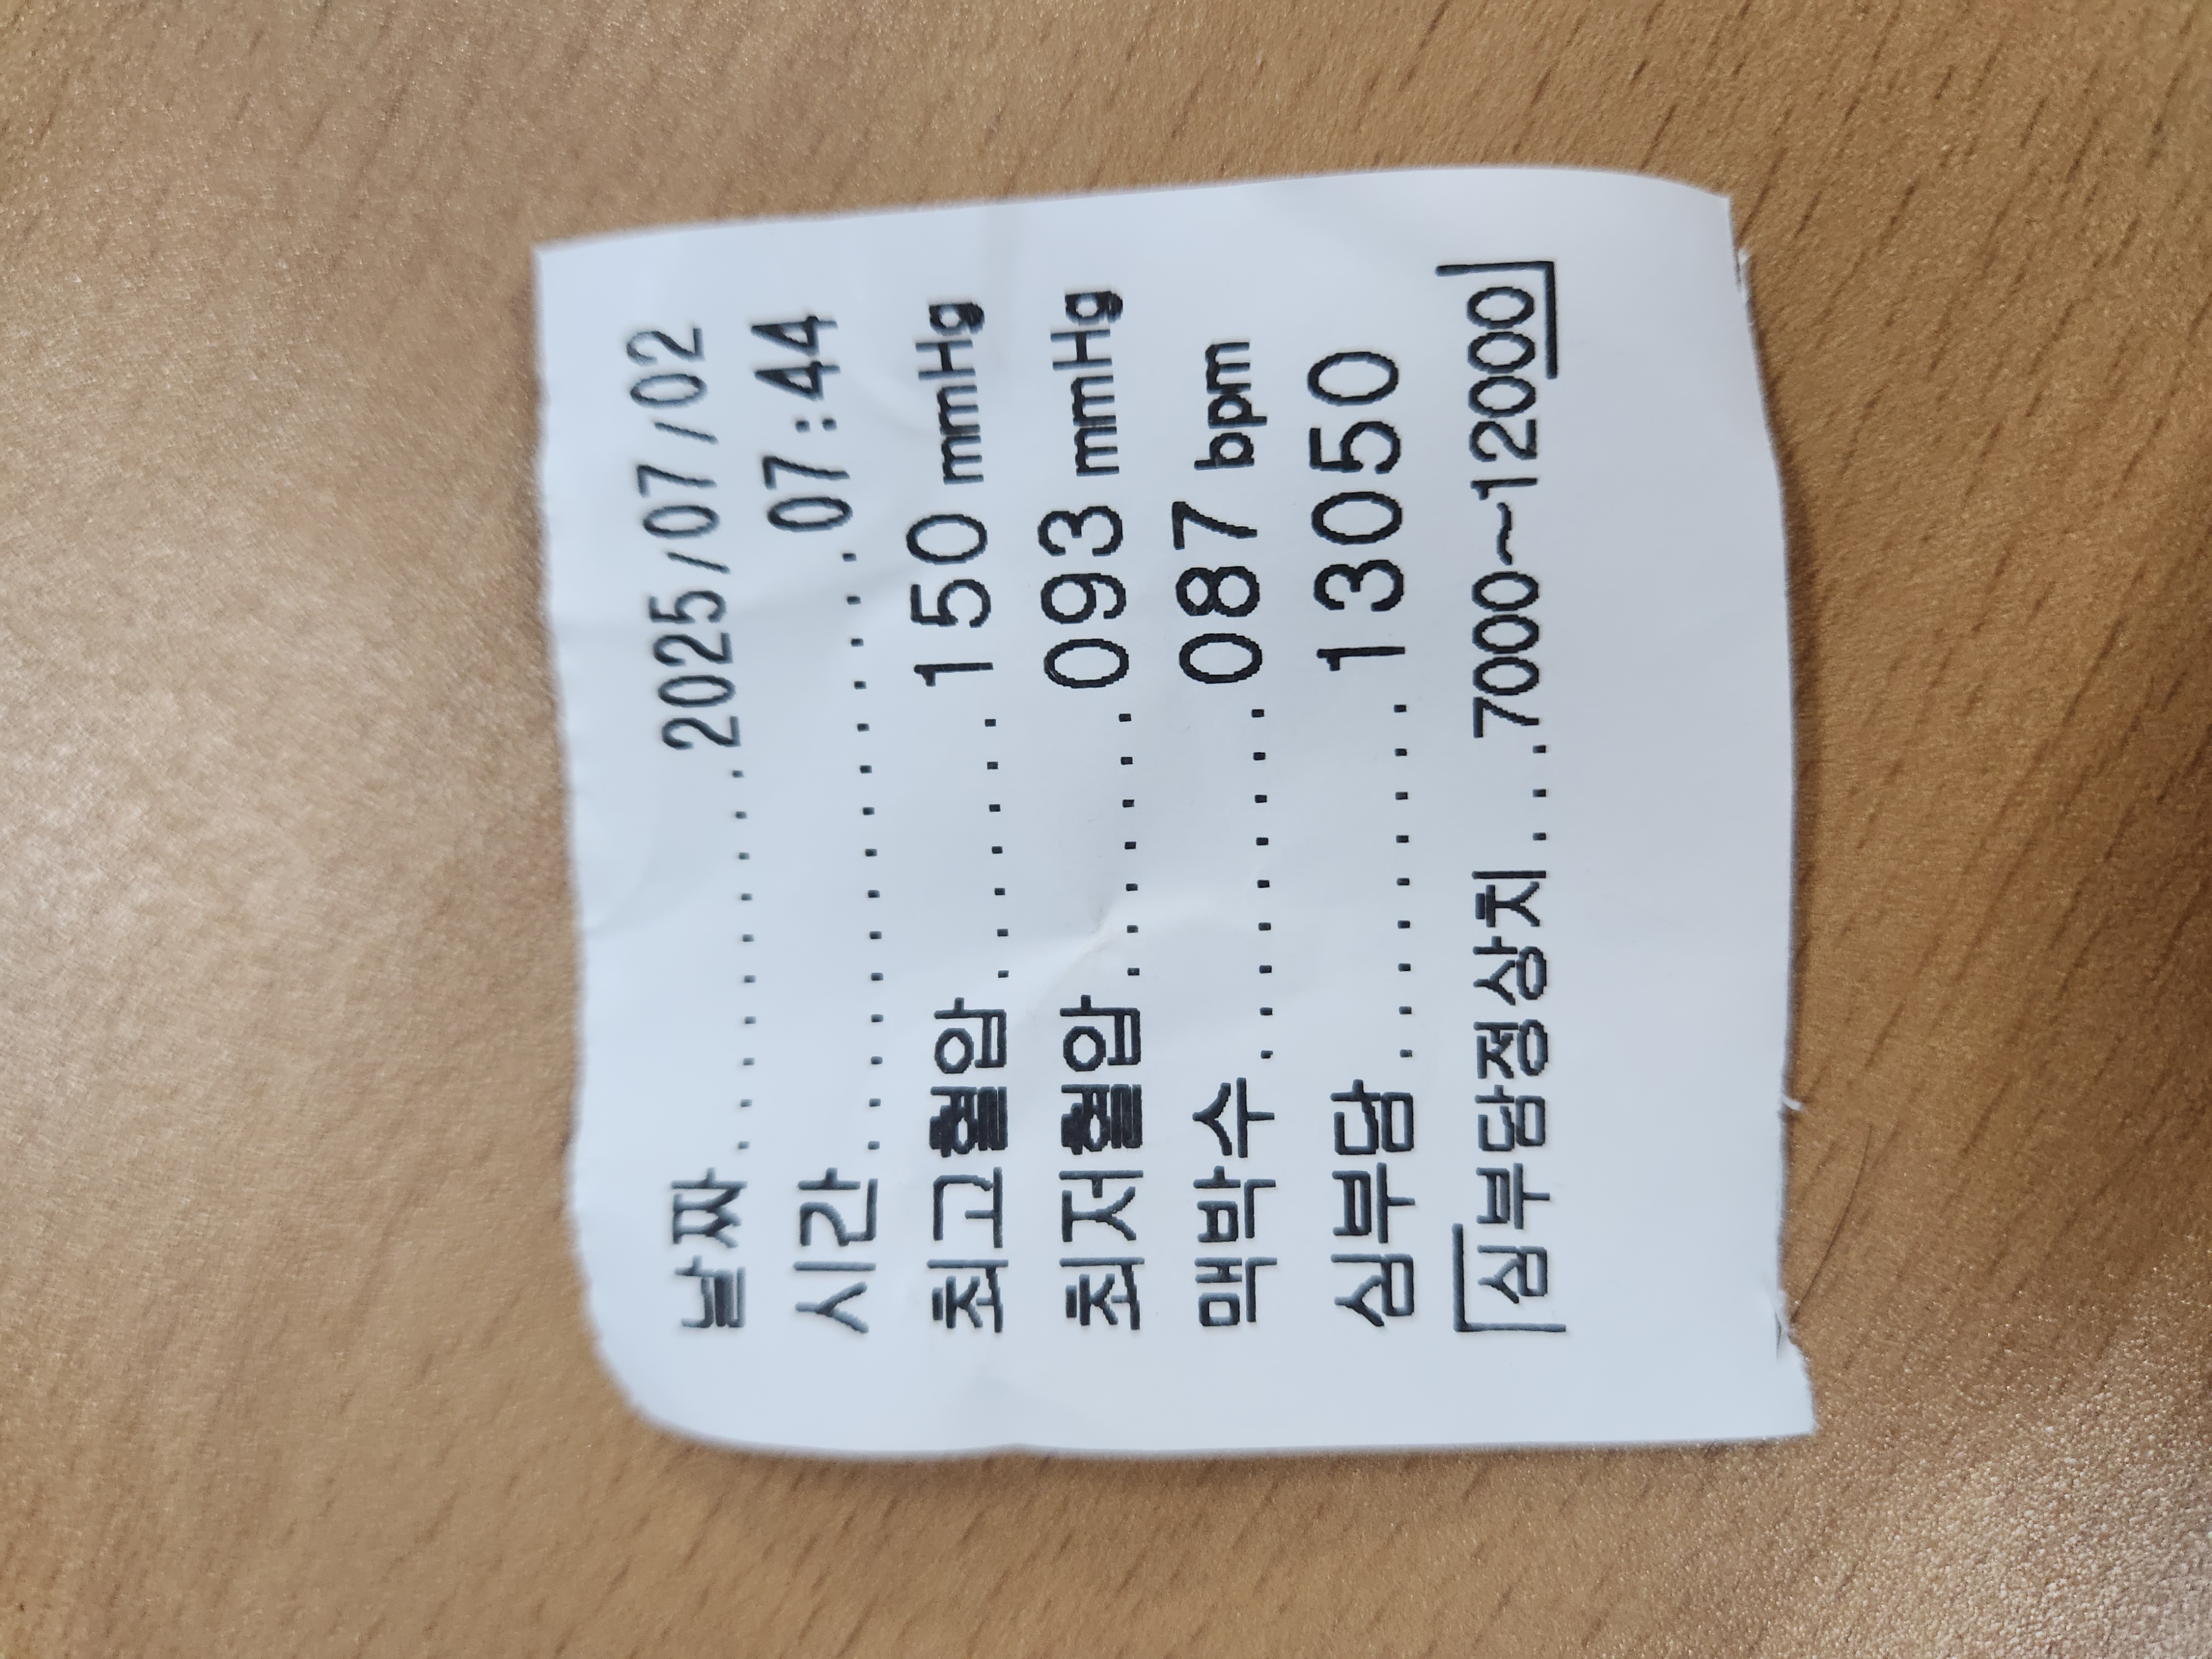 날짜..........2025/07/02
시간...............07:44
최고혈압.......150 mmHg
최저혈압.......093 mmHg
맥박수.........087 bpm
심부담.........13050
「심부담정상치...7000~12000」